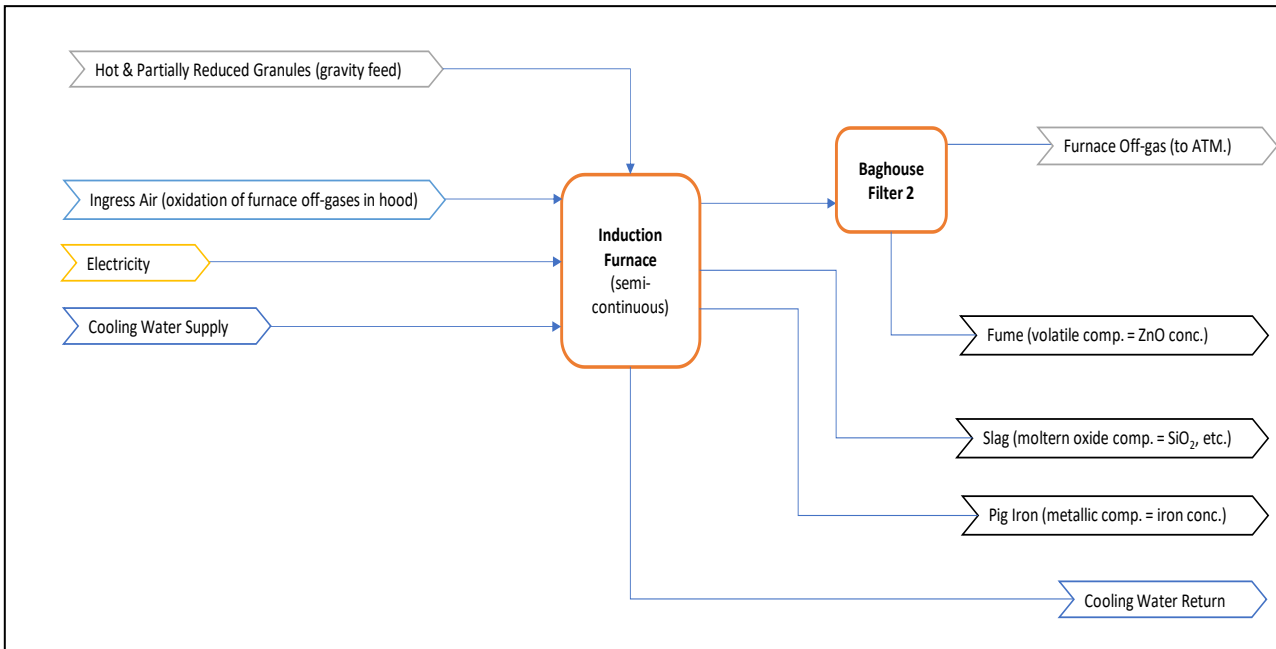 Hot & Partially Reduced Granules (gravity feed)
Furnace Off-gas (to ATM.)
Baghouse
Filter 2
Ingress Air (oxidation of furnace off-gases in hood)
Induction
Furnace
(semi-
continuous)
Electricity
Cooling Water Supply
Fume (volatile comp. = ZnO conc.)
Slag (moltern oxide comp. = SiO₂, etc.)
Pig Iron (metallic comp. = iron conc.)
Cooling Water Return